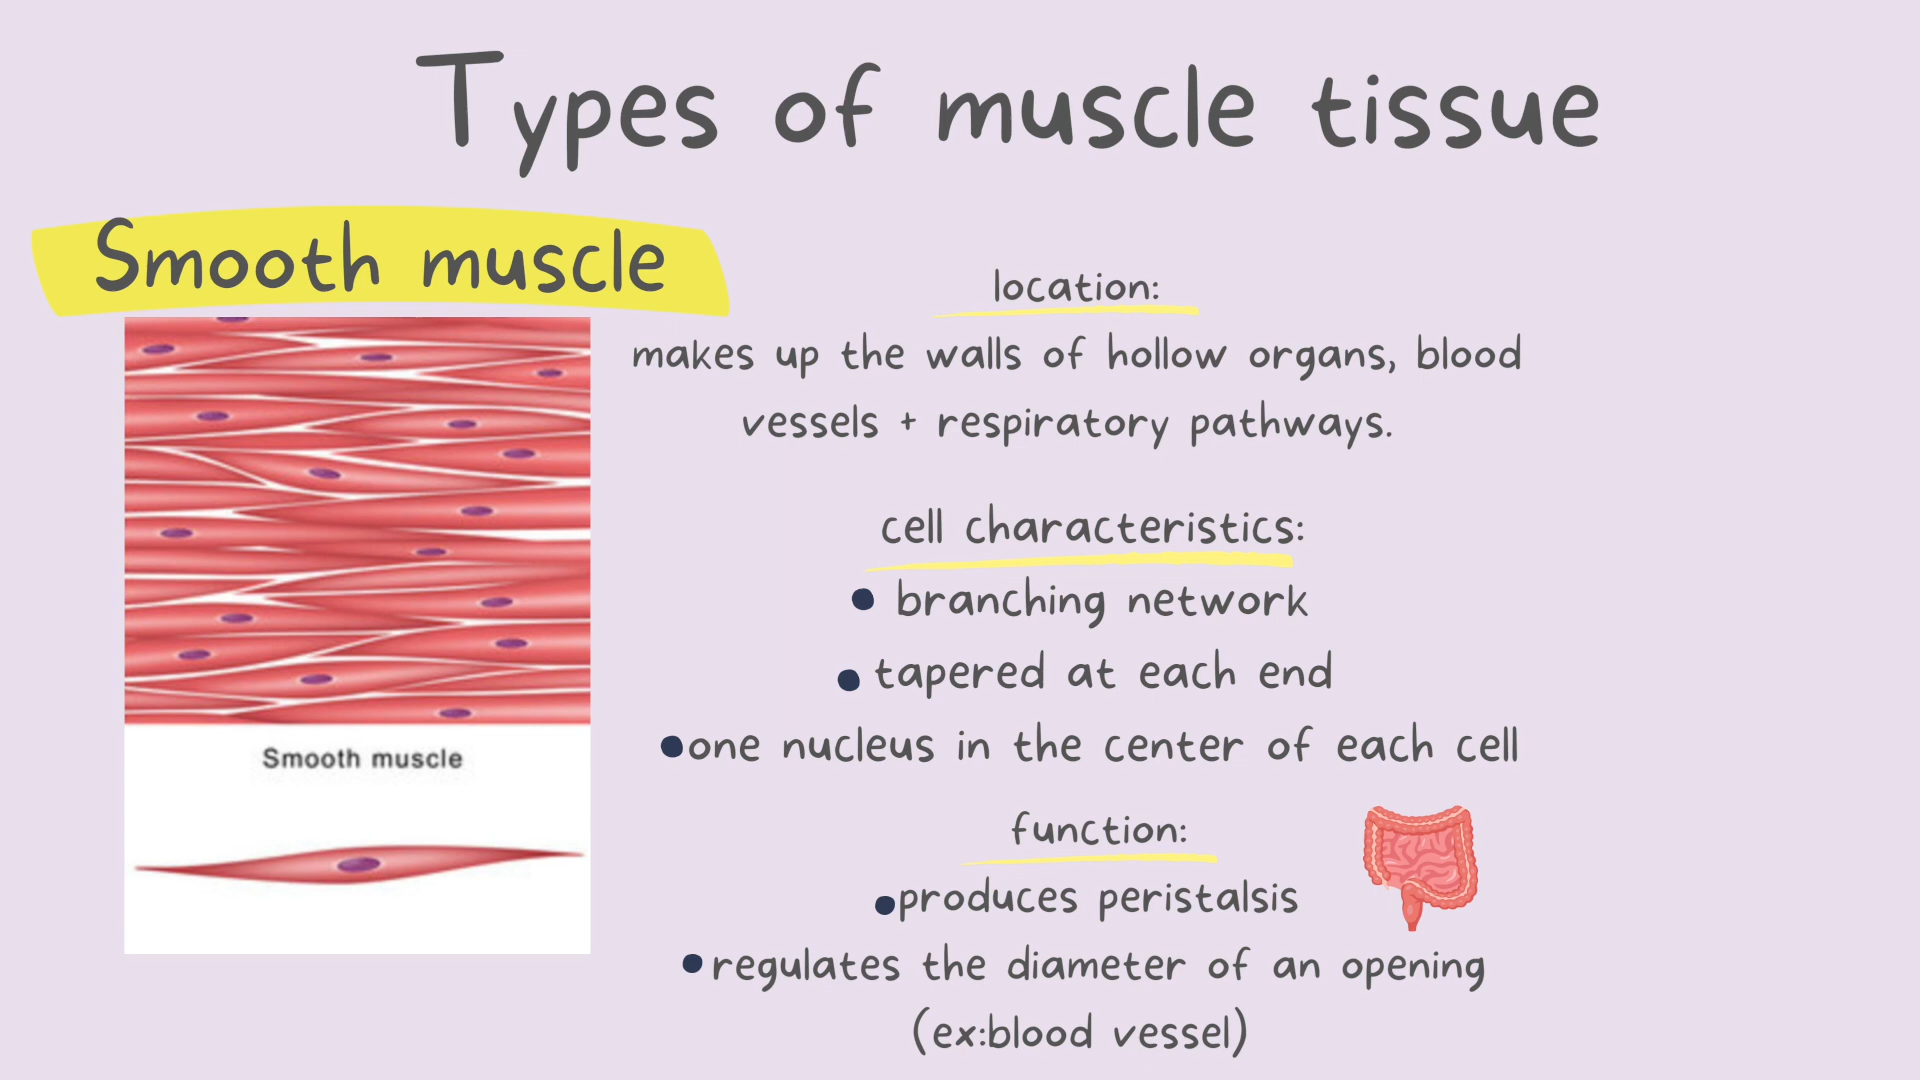 Types of muscle tissue
Smooth muscle
Smooth muscle
location:
makes up the walls of hollow organs, blood
vessels + respiratory pathways.
cell characteristics:
• branching network
• tapered at each end
•one nucleus in the center of each cell
function:
•produces peristalsis
•regulates the diameter of an opening
(ex:blood vessel)